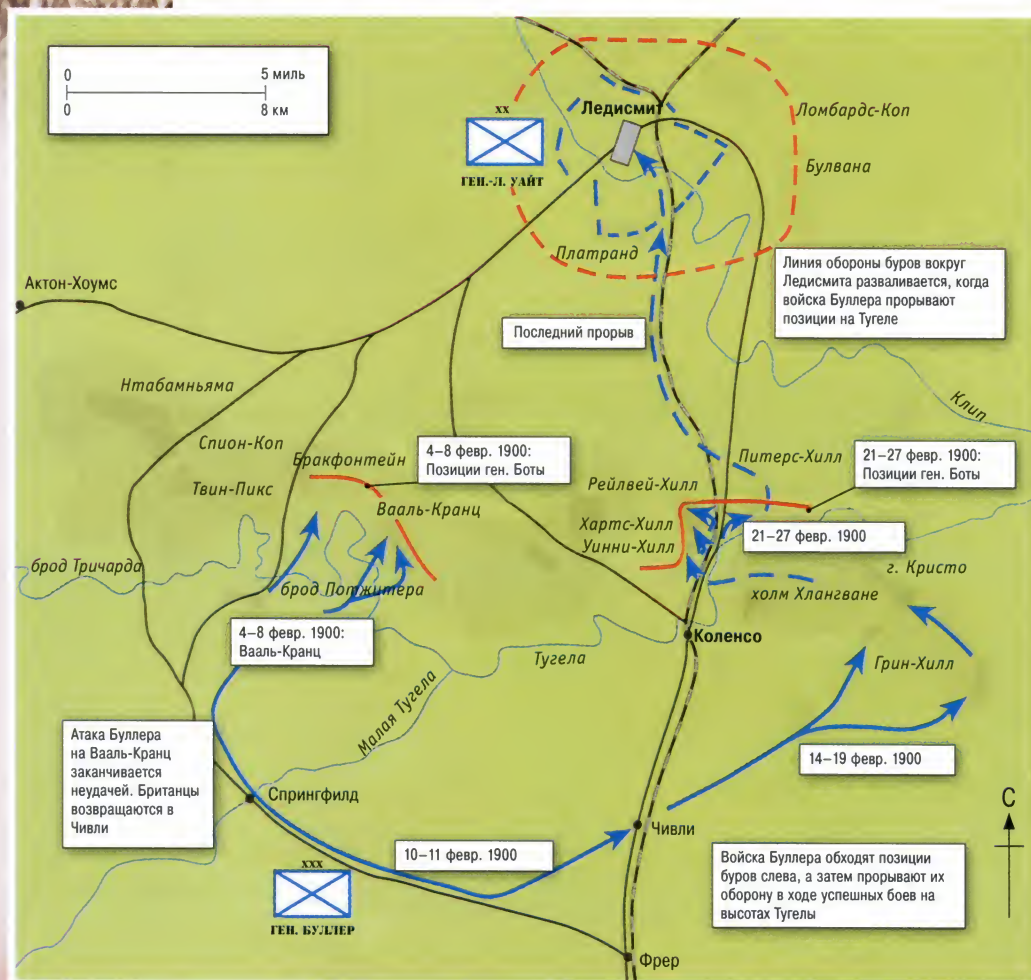 0 5 миль
0 8 км
xx
ГЕН.-Л. УАЙТ
Ледисмит
Ломбардс-Коп
Булвана
Платранд
Актон-Хоумс
Линия обороны буров вокруг
Ледисмита разваливается, когда
войска Буллера прорывают
позиции на Тугеле
Последний прорыв
Нтабамньяма
Клип
Спион-Коп
Бракфонтейн
4–8 февр. 1900:
Позиции ген. Боты
Питерс-Хилл
21–27 февр. 1900:
Позиции ген. Боты
Твин-Пикс
Вааль-Кранц
Рейлвей-Хилл
Хартс-Хилл
Уинни-Хилл
21–27 февр. 1900
брод Тричарда
брод Потжитера
г. Кристо
холм Хлангване
4–8 февр. 1900:
Вааль-Кранц
Коленсо
Тугела
Грин-Хилл
Малая Тугела
Атака Буллера
на Вааль-Кранц
заканчивается
неудачей. Британцы
возвращаются в
Чивли
14–19 февр. 1900
Спрингфилд
С
Чивли
10–11 февр. 1900
xxx
ГЕН. БУЛЛЕР
Войска Буллера обходят позиции
буров слева, а затем прорывают их
оборону в ходе успешных боев на
высотах Тугелы
Фрер